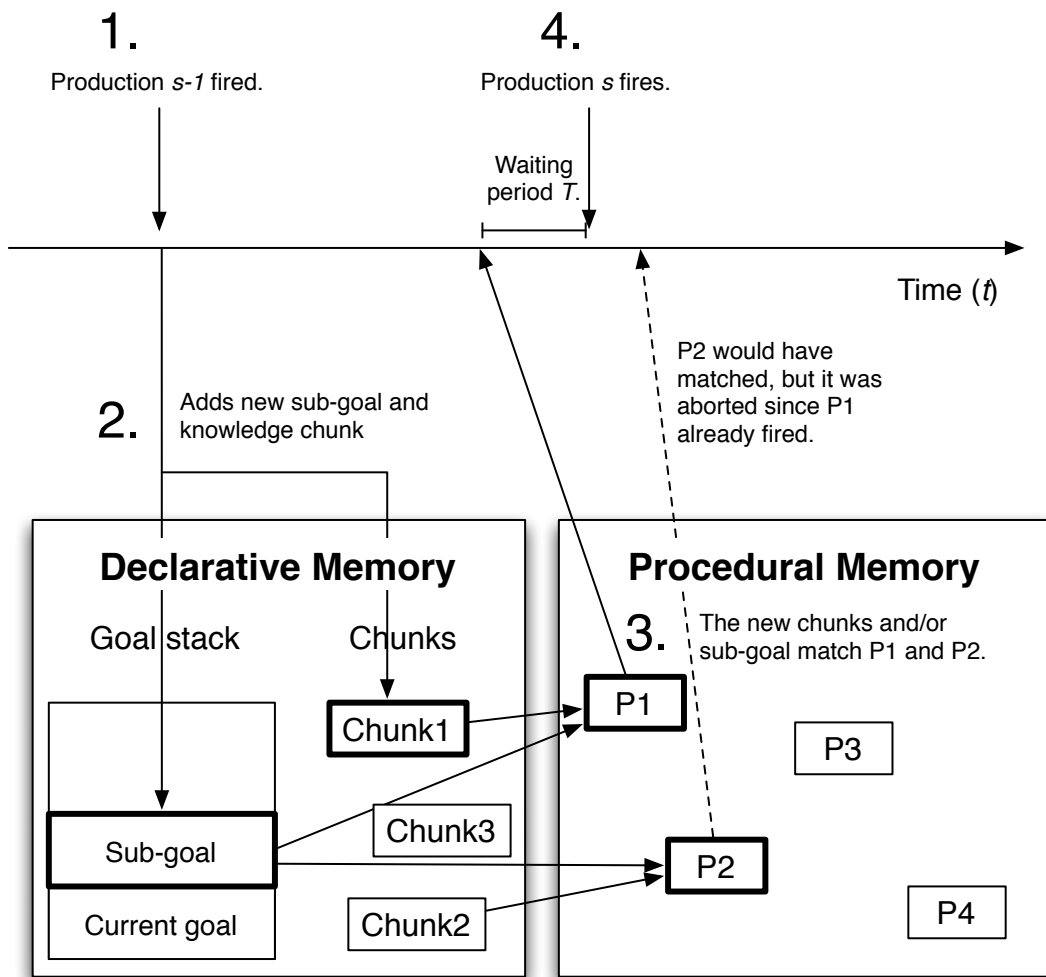 1.
Production s-1 fired.
4.
Production s fires.
Waiting
period T.
Time (t)
P2 would have
matched, but it was
aborted since P1
already fired.
2.
Adds new sub-goal and
knowledge chunk
Declarative Memory
Goal stack
Chunks
Chunk1
Sub-goal
Chunk3
Current goal
Chunk2
Procedural Memory
3.
The new chunks and/or
sub-goal match P1 and P2.
P1
P3
P2
P4